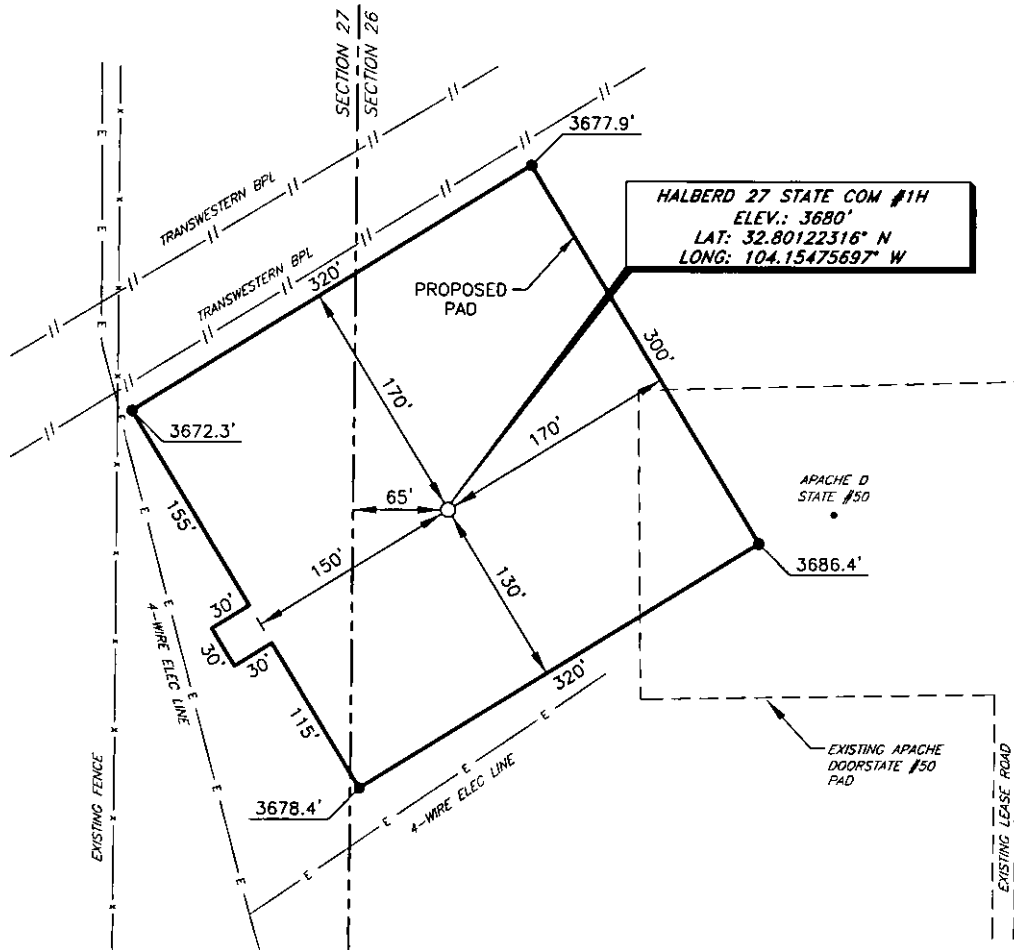 SECTION 27
SECTION 26
TRANSWESTERN BPL
TRANSWESTERN BPL
3677.9'
HALBERD 27 STATE COM #1H
ELEV.: 3680'
LAT: 32.80122316° N
LONG: 104.15475697° W
320'
PROPOSED
PAD
300'
170'
170'
3672.3'
65'
APACHE D
STATE #50
155'
150'
130'
3686.4'
30'
30'
30'
4-WIRE ELEC LINE
115'
320'
EXISTING APACHE
DOORSTATE #50
PAD
3678.4'
4-WIRE ELEC LINE
EXISTING FENCE
EXISTING LEASE ROAD
E
E
E
E
E
E
E
E
E
E
E